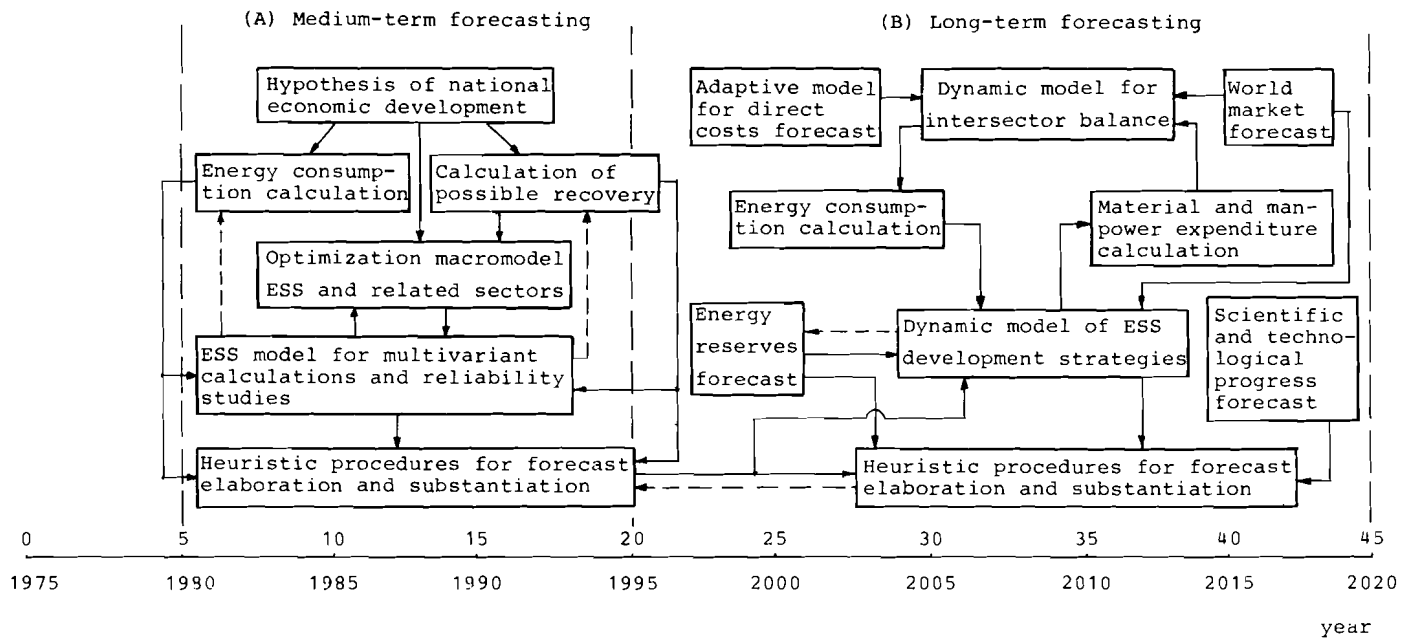 (A) Medium-term forecasting
Hypothesis of national
economic development
Energy consump-
tion calculation
Calculation of
possible recovery
Optimization macromodel
ESS and related sectors
ESS model for multivariant
calculations and reliability
studies
Heuristic procedures for forecast
elaboration and substantiation
(B) Long-term forecasting
Adaptive model
for direct
costs forecast
Dynamic model for
intersector balance
World
market
forecast
Energy consump-
tion calculation
Material and man-
power expenditure
calculation
Energy
reserves
forecast
Dynamic model of ESS
development strategies
Scientific
and techno-
logical
progress
forecast
Heuristic procedures for forecast
elaboration and substantiation
0 5 10 15 20 25 30 35 40 45
1975 1980 1985 1990 1995 2000 2005 2010 2015 2020
year